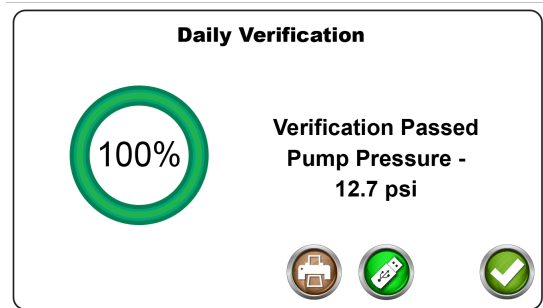 Daily Verification
100%
Verification Passed
Pump Pressure -
12.7 psi